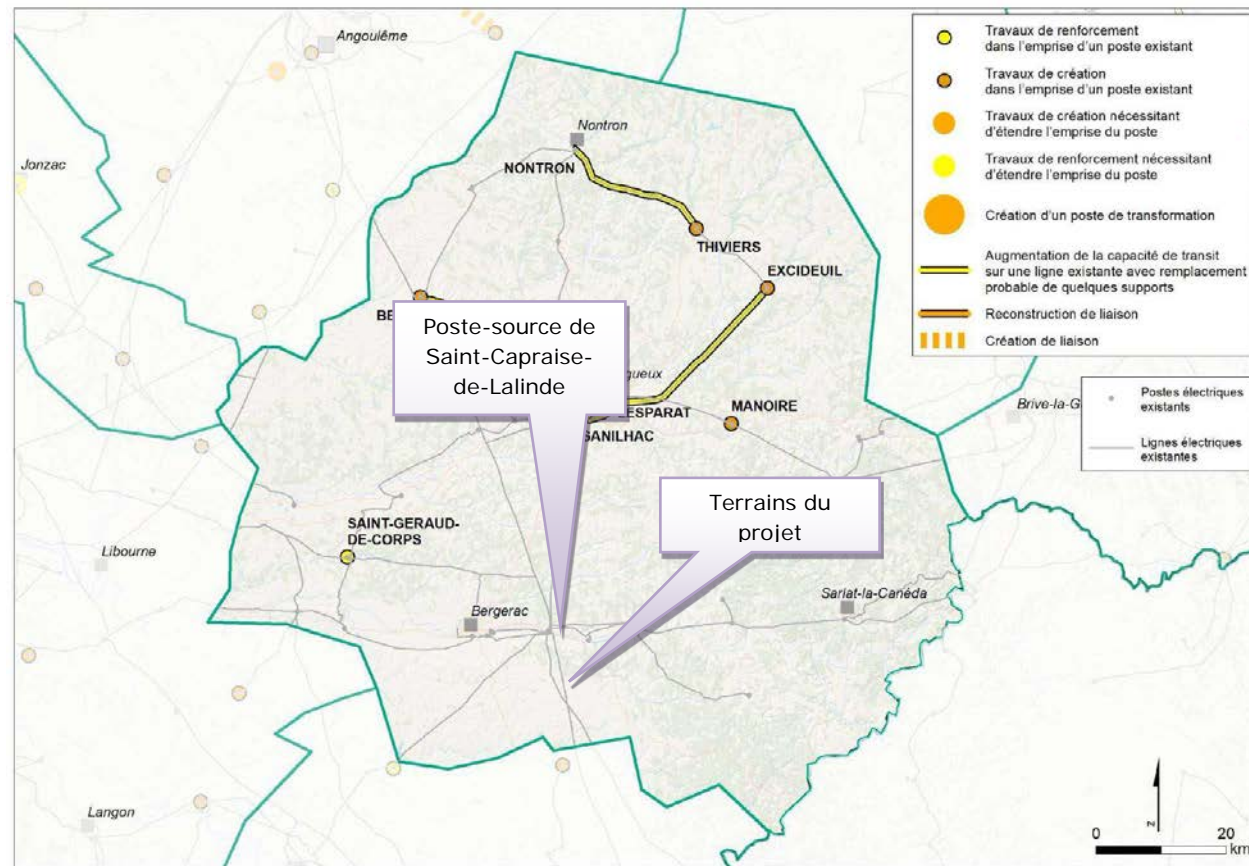 Angoulême
Jonzac
Nontron
NONTRON
THIVIERS
EXCIDEUIL
BE
Poste-source de
Saint-Capraise-
de-Lalinde
gueux
LESPARAT
SANILHAC
MANOIRE
Brive-la-G
Terrains du
projet
SAINT-GERAUD-
DE-CORPS
Libourne
Bergerac
Sarlat-la-Canéda
Langon
Travaux de renforcement
dans l'emprise d'un poste existant
Travaux de création
dans l'emprise d'un poste existant
Travaux de création nécessitant
d'étendre l'emprise du poste
Travaux de renforcement nécessitant
d'étendre l'emprise du poste
Création d'un poste de transformation
Augmentation de la capacité de transit
sur une ligne existante avec remplacement
probable de quelques supports
Reconstruction de liaison
Création de liaison
Postes électriques
existants
Lignes électriques
existantes
N
0 20
km